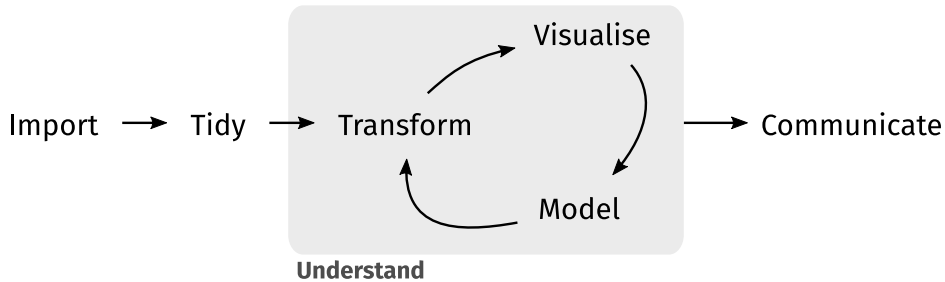 Visualise
Import
Tidy
Transform
Communicate
Model
Understand